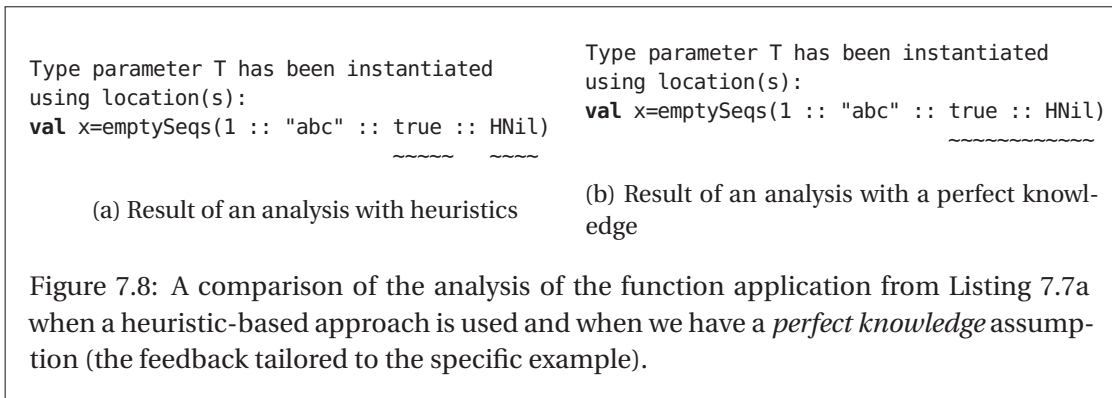 Type parameter T has been instantiated
using location(s):
val x=emptySeqs(1 :: "abc" :: true :: HNil)
~~~~~ ~~~~
(a) Result of an analysis with heuristics
Type parameter T has been instantiated
using location(s):
val x=emptySeqs(1 :: "abc" :: true :: HNil)
~~~~~~~~~~~~
(b) Result of an analysis with a perfect knowl-
edge
Figure 7.8: A comparison of the analysis of the function application from Listing 7.7a
when a heuristic-based approach is used and when we have a perfect knowledge assump-
tion (the feedback tailored to the specific example).